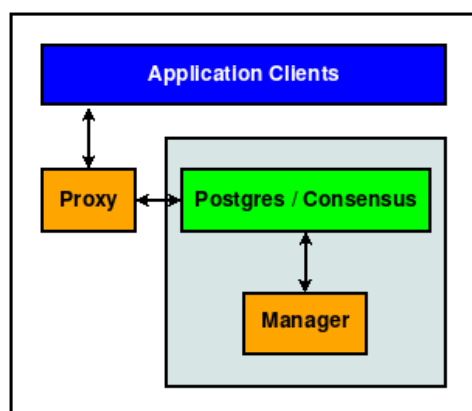 Application Clients
Proxy
Postgres / Consensus
Manager